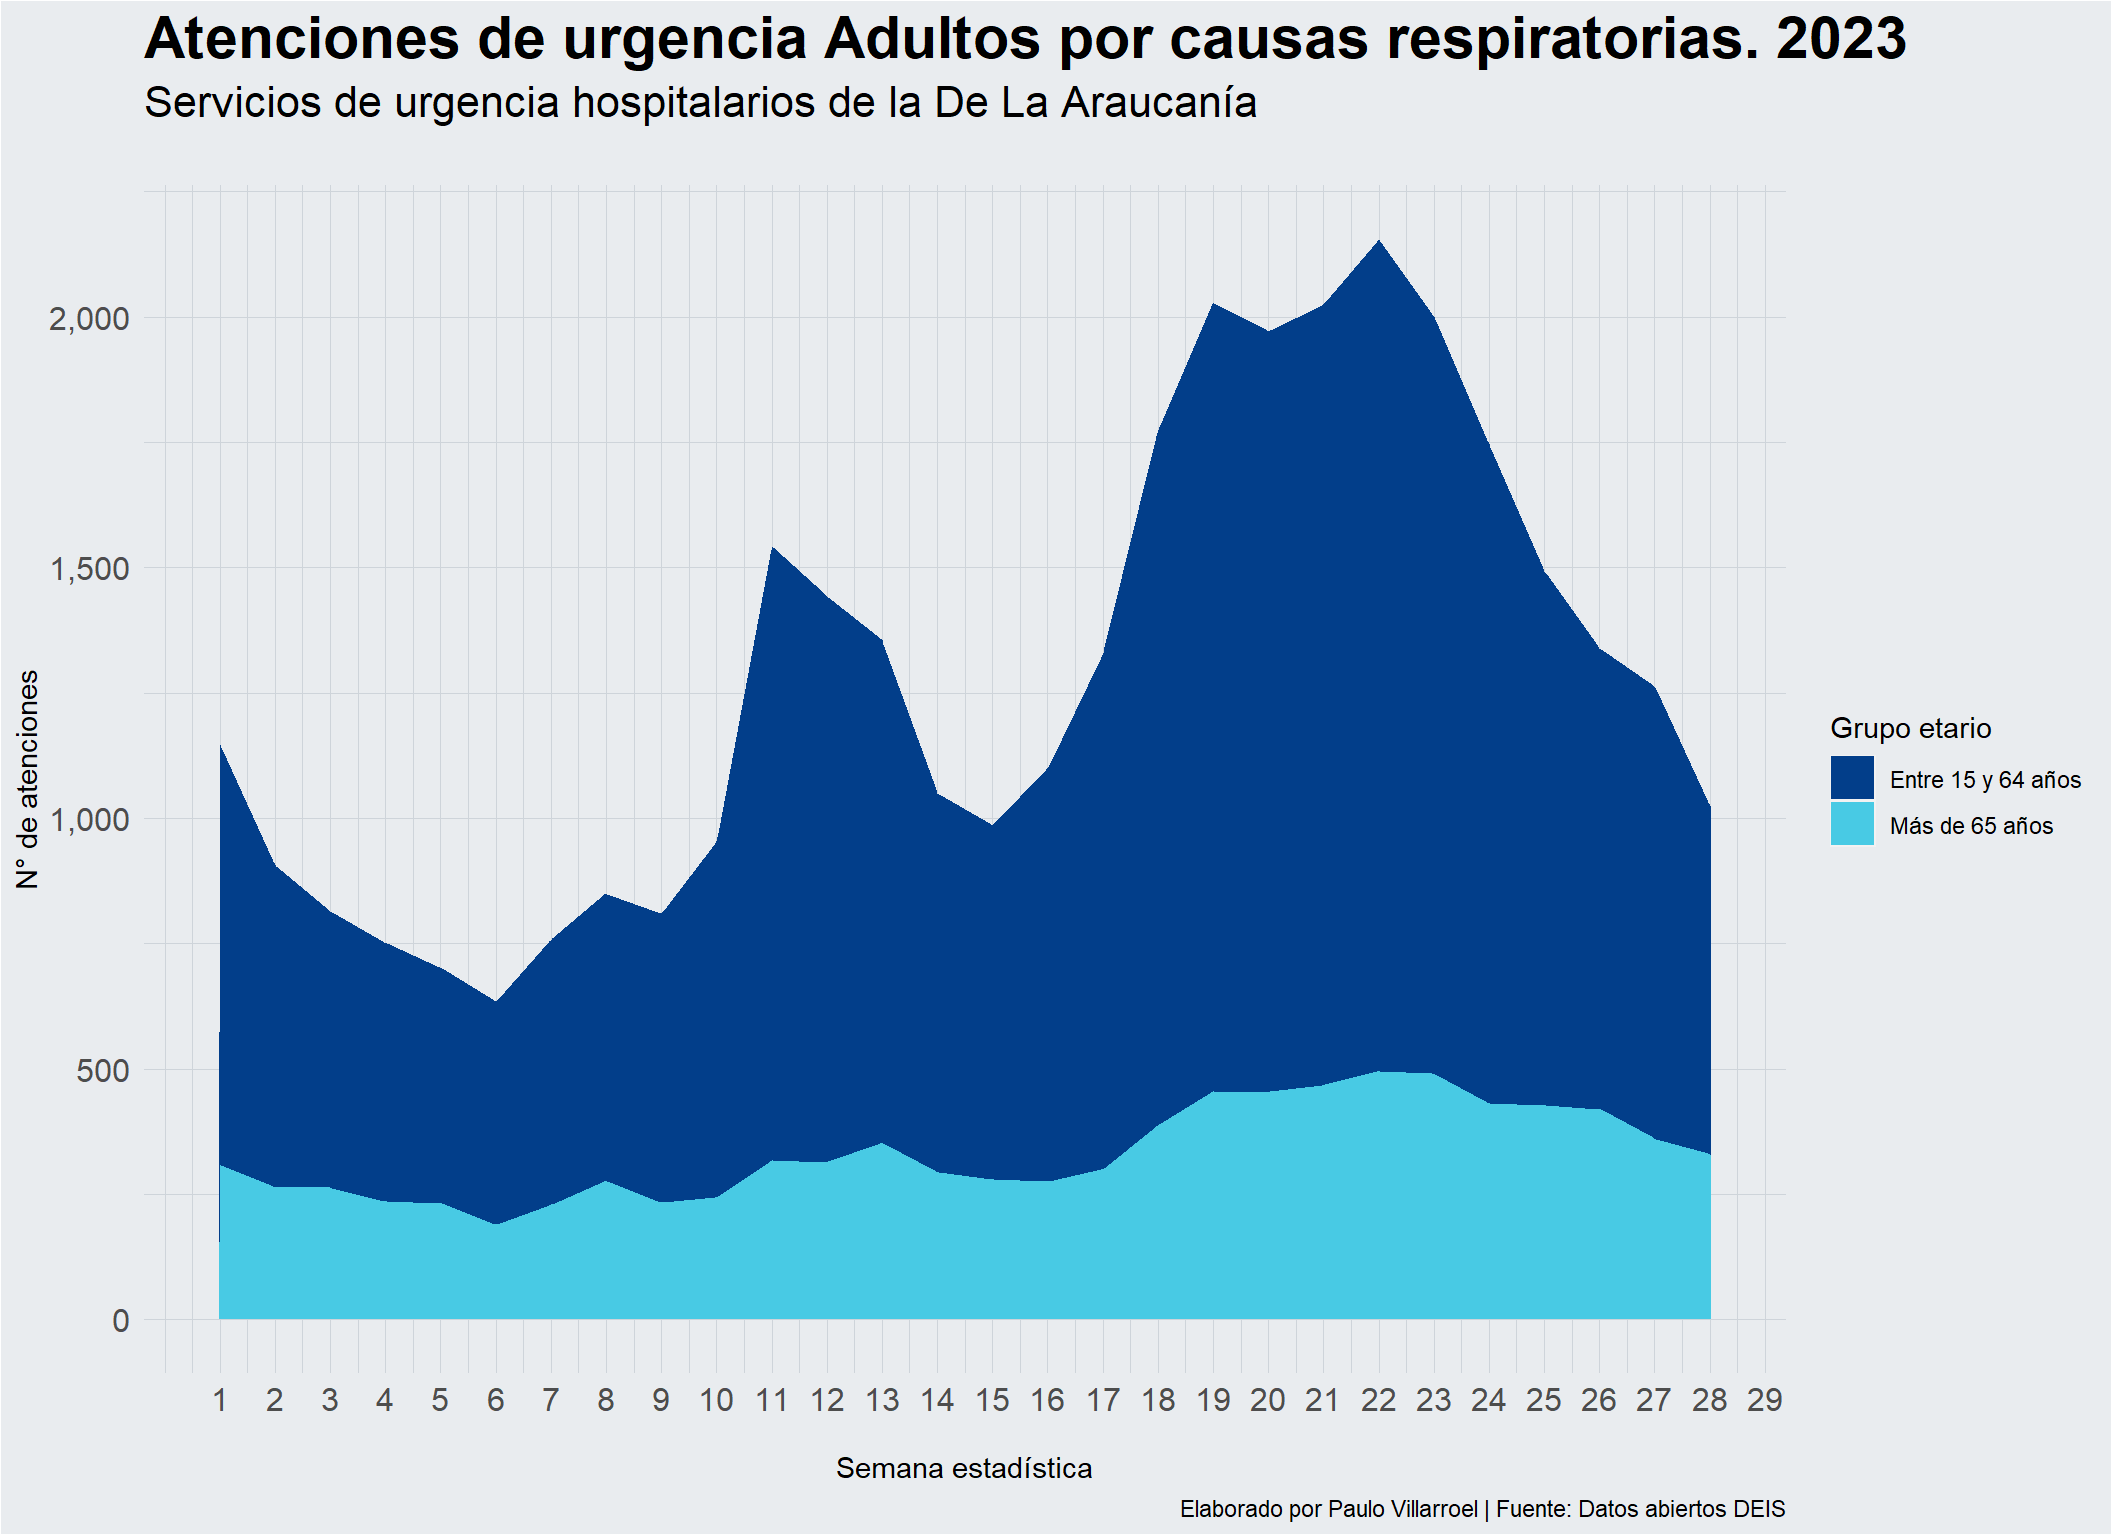 Atenciones de urgencia Adultos por causas respiratorias. 2023
Servicios de urgencia hospitalarios de la De La Araucanía
N° de atenciones
2,000
1,500
1,000
500
0
1 2 3 4 5 6 7 8 9 10 11 12 13 14 15 16 17 18 19 20 21 22 23 24 25 26 27 28 29
Semana estadística
Grupo etario
Entre 15 y 64 años
Más de 65 años
Elaborado por Paulo Villarroel | Fuente: Datos abiertos DEIS